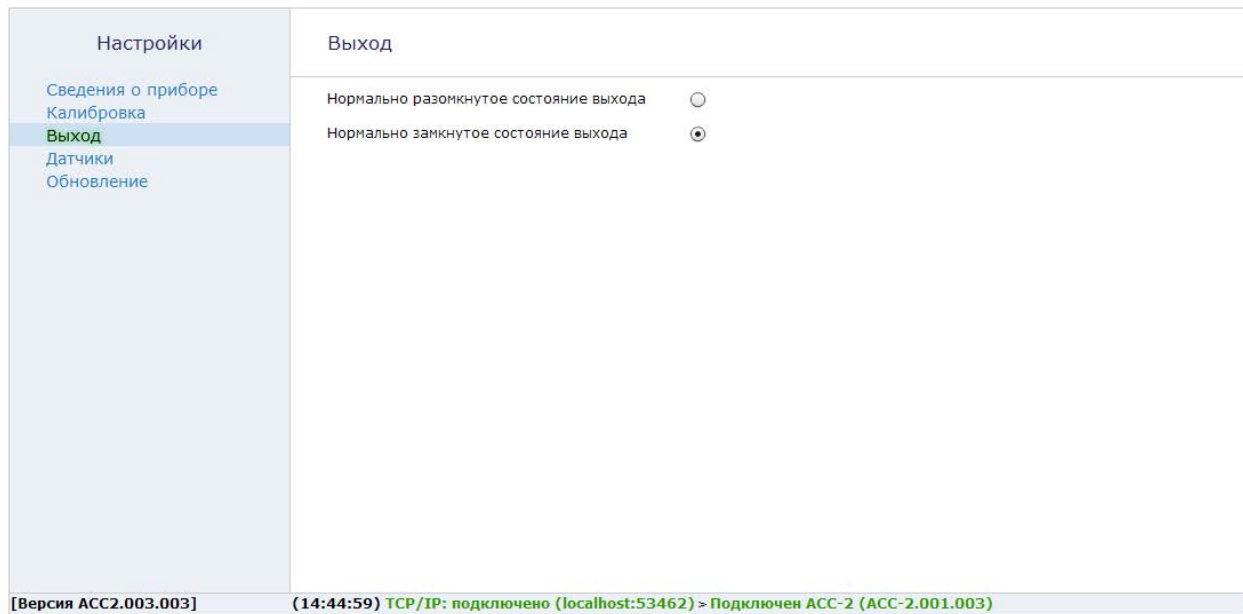 Настройки
Сведения о приборе
Калибровка
Выход
Датчики
Обновление
Выход
Нормально разомкнутое состояние выхода
Нормально замкнутое состояние выхода
[Версия ACC2.003.003]
(14:44:59) TCP/IP: подключено (localhost:53462) > Подключен ACC-2 (ACC-2.001.003)